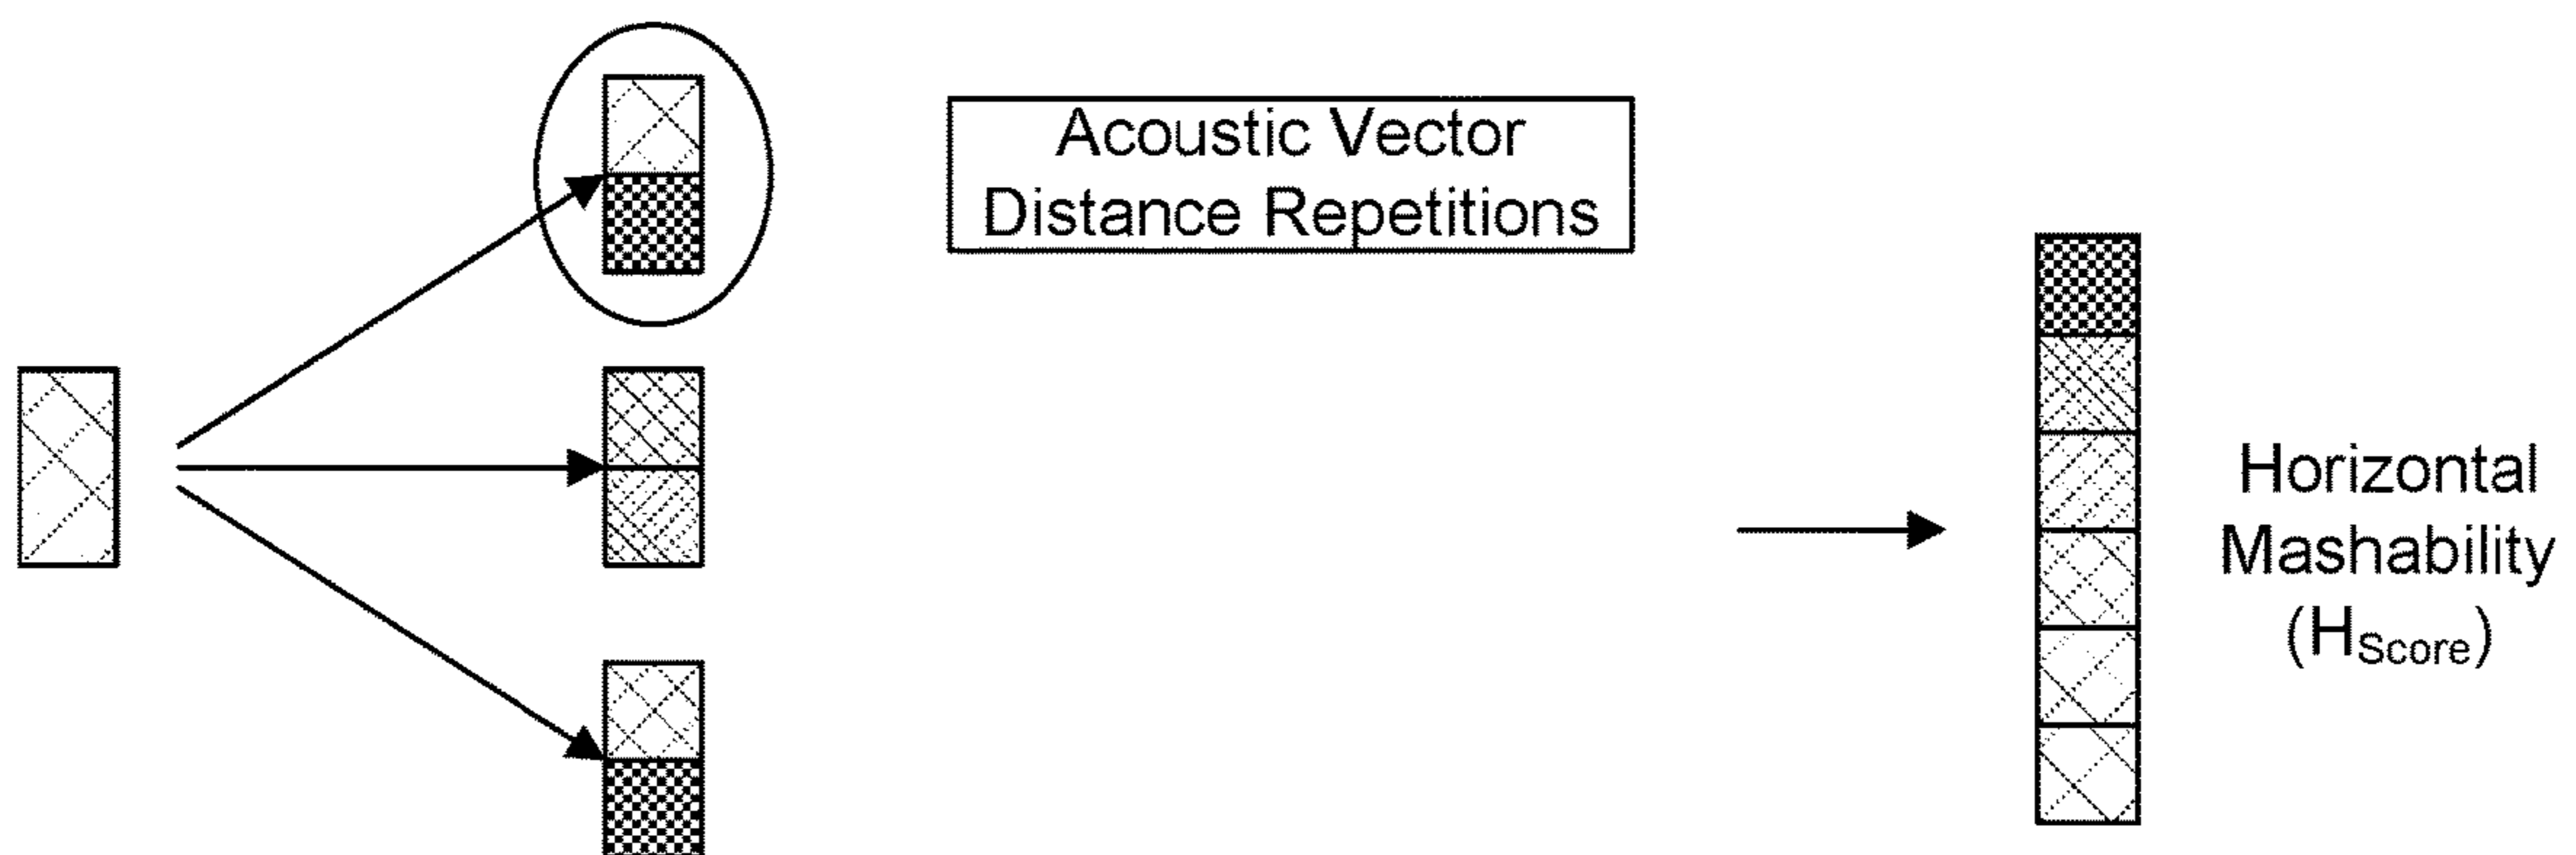 Acoustic Vector
Distance Repetitions
Horizontal
Mashability
(HScore)